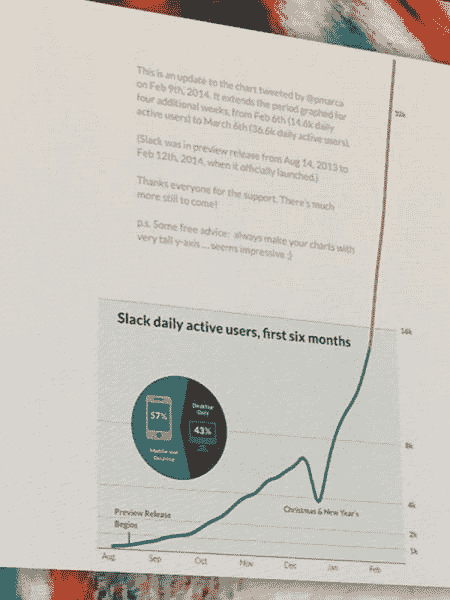 This is an update to the chart tweeted by @pmarca
on Feb 9th, 2014. It extends the period graphed for
four additional weeks, from Feb 6th (14.6k daily
active users) to March 6th (36.6k daily active users).
(Slack was in preview release from Aug 14, 2013 to
Feb 12th, 2014, when it officially launched.)
Thanks everyone for the support. There's much
more still to come!
p.s. Some free advice: always make your charts with
very tall y-axis ... seems impressive :)
Slack daily active users, first six months
16k
57%
Desktop
Only
43%
Mobile and
Desktop
8k
4k
Christmas & New Year's
Preview Release
Begins
2k
1k
Aug
Sep
Oct
Nov
Dec
Jan
Feb